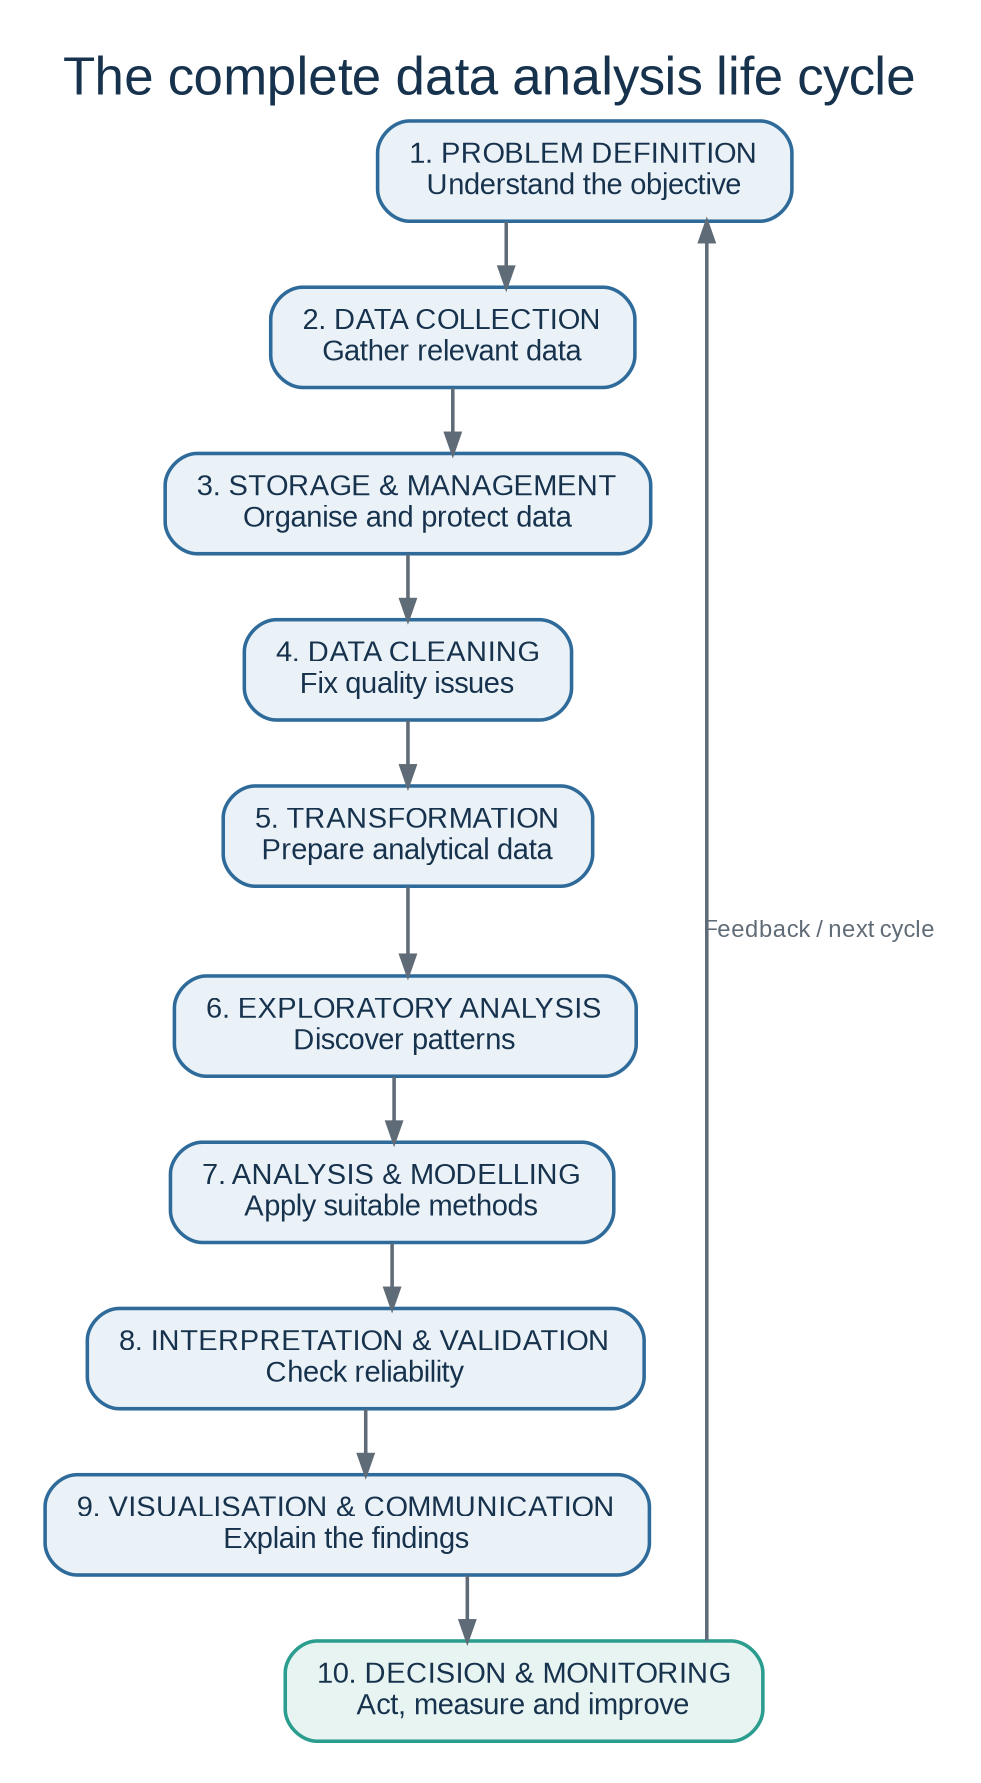 The complete data analysis life cycle
1. PROBLEM DEFINITION
Understand the objective
2. DATA COLLECTION
Gather relevant data
3. STORAGE & MANAGEMENT
Organise and protect data
4. DATA CLEANING
Fix quality issues
5. TRANSFORMATION
Prepare analytical data
Feedback / next cycle
6. EXPLORATORY ANALYSIS
Discover patterns
7. ANALYSIS & MODELLING
Apply suitable methods
8. INTERPRETATION & VALIDATION
Check reliability
9. VISUALISATION & COMMUNICATION
Explain the findings
10. DECISION & MONITORING
Act, measure and improve